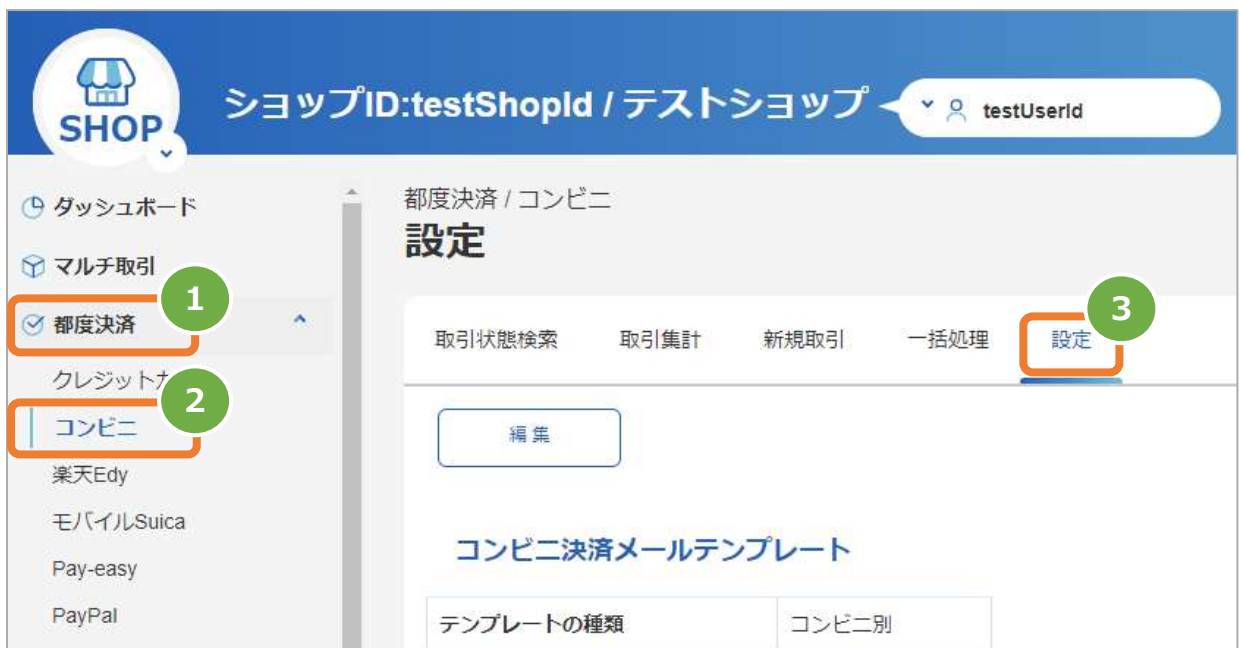 SHOP
ショップID:testShopId / テストショップ
testUserId
ダッシュボード
マルチ取引
1
都度決済
クレジットカ
2
コンビニ
楽天Edy
モバイルSuica
Pay-easy
PayPal
都度決済 / コンビニ
設定
取引状態検索 取引集計 新規取引 一括処理 設定
3
編集
コンビニ決済メールテンプレート
テンプレートの種類 コンビニ別